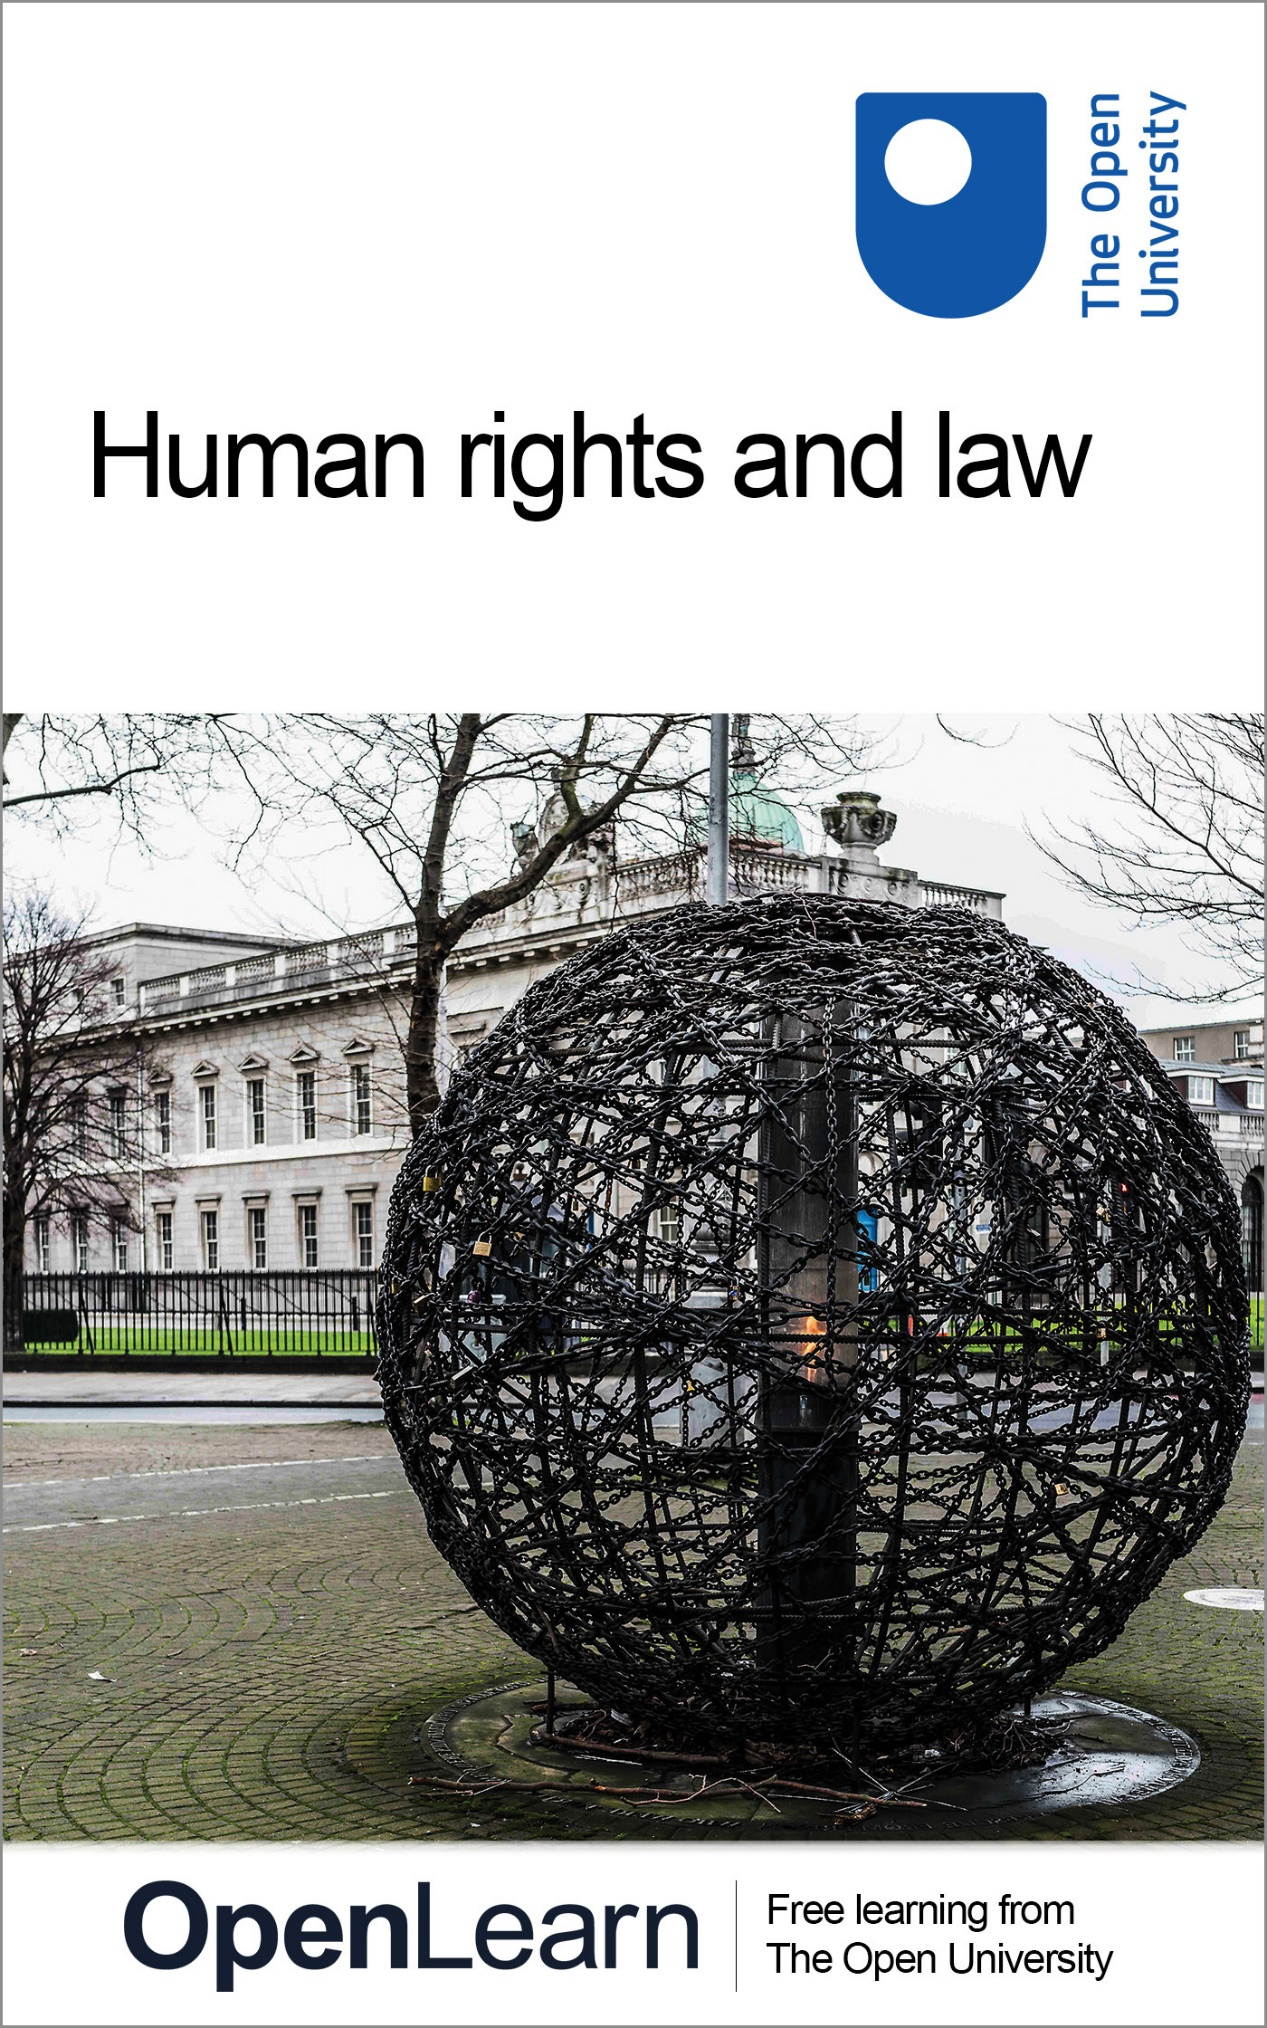 The Open
University
Human rights and law
OpenLearn
Free learning from
The Open University